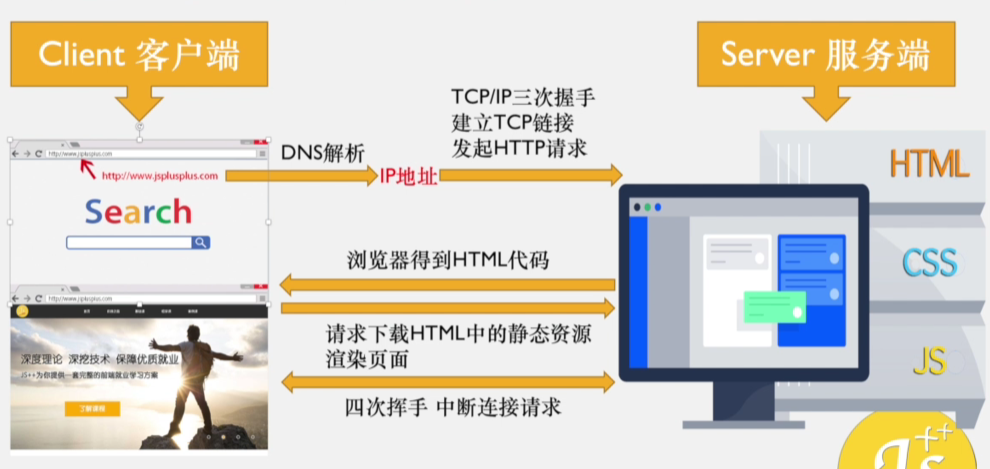 Client 客户端
Server 服务端
TCP/IP三次握手
建立TCP链接
发起HTTP请求
DNS解析
IP地址
http://www.jsplusplus.com
http://www.jsplusplus.com
Search
HTML
CSS
JS
浏览器得到HTML代码
请求下载HTML中的静态资源
渲染页面
四次挥手 中断连接请求
http://www.jsplusplus.com
深度理论 深挖技术 保障优质就业
JS++为你提供一套完整的前端就业学习方案
了解课程
Js++